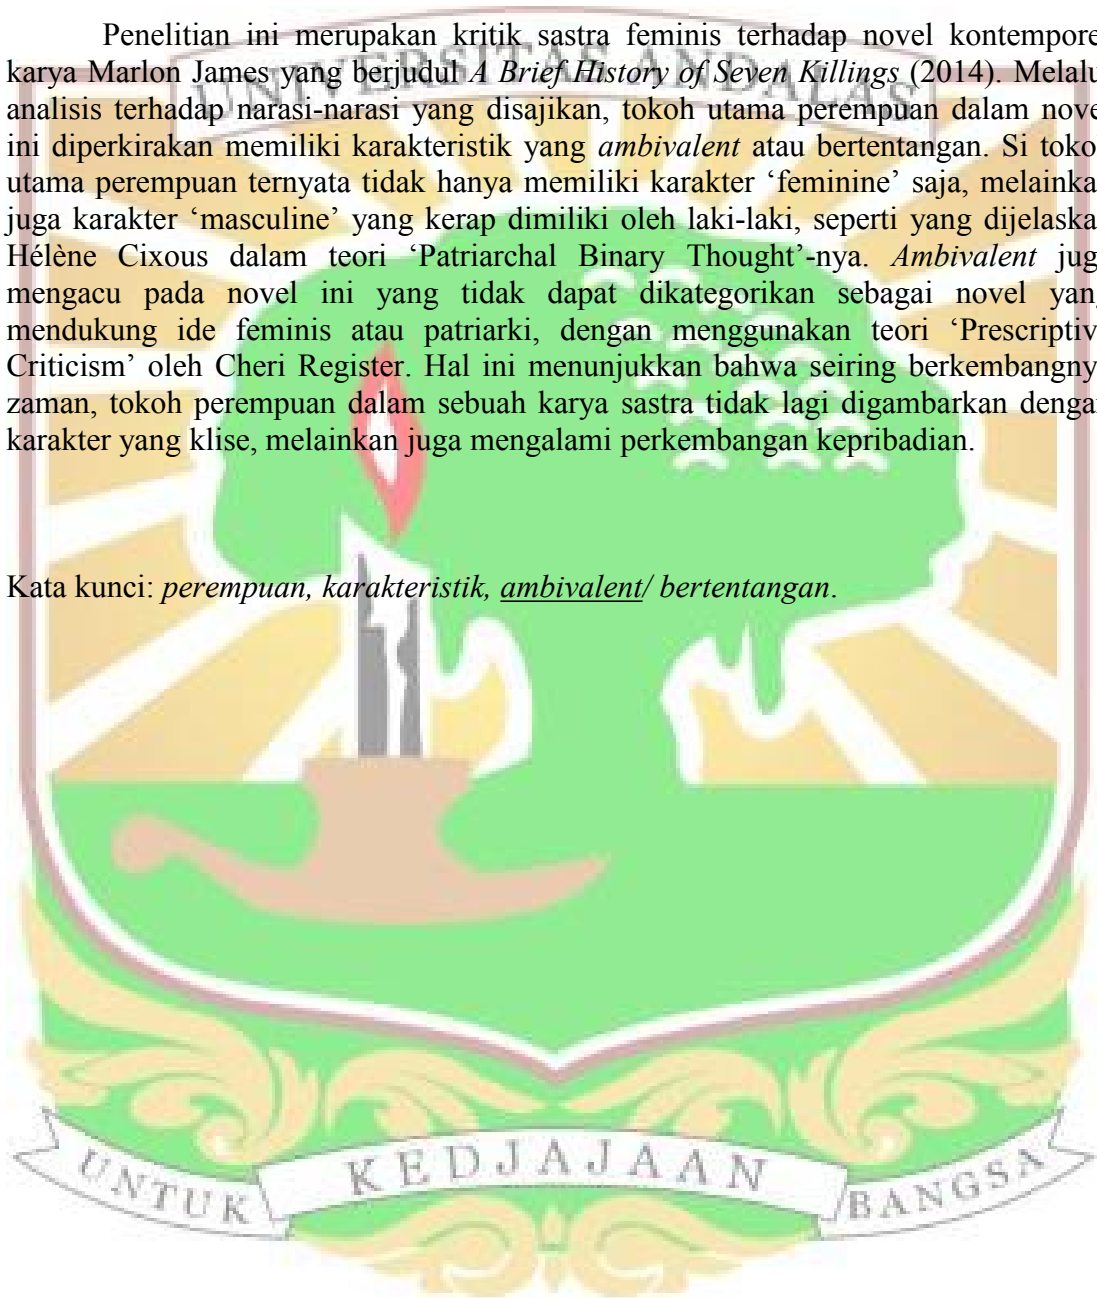 Penelitian ini merupakan kritik sastra feminis terhadap novel kontempore
UNIVERSITAS ANDALAS
karya Marlon James yang berjudul A Brief History of Seven Killings (2014). Melalu
analisis terhadap narasi-narasi yang disajikan, tokoh utama perempuan dalam nove
ini diperkirakan memiliki karakteristik yang ambivalent atau bertentangan. Si toko
utama perempuan ternyata tidak hanya memiliki karakter ‘feminine’ saja, melainka
juga karakter ‘masculine’ yang kerap dimiliki oleh laki-laki, seperti yang dijelaska
Hélène Cixous dalam teori ‘Patriarchal Binary Thought’-nya. Ambivalent jug
mengacu pada novel ini yang tidak dapat dikategorikan sebagai novel yan
mendukung ide feminis atau patriarki, dengan menggunakan teori ‘Prescriptiv
Criticism’ oleh Cheri Register. Hal ini menunjukkan bahwa seiring berkembangny
zaman, tokoh perempuan dalam sebuah karya sastra tidak lagi digambarkan denga
karakter yang klise, melainkan juga mengalami perkembangan kepribadian.
Kata kunci: perempuan, karakteristik, ambivalent/ bertentangan.
UNTUK KEDJAJAAN BANGSA